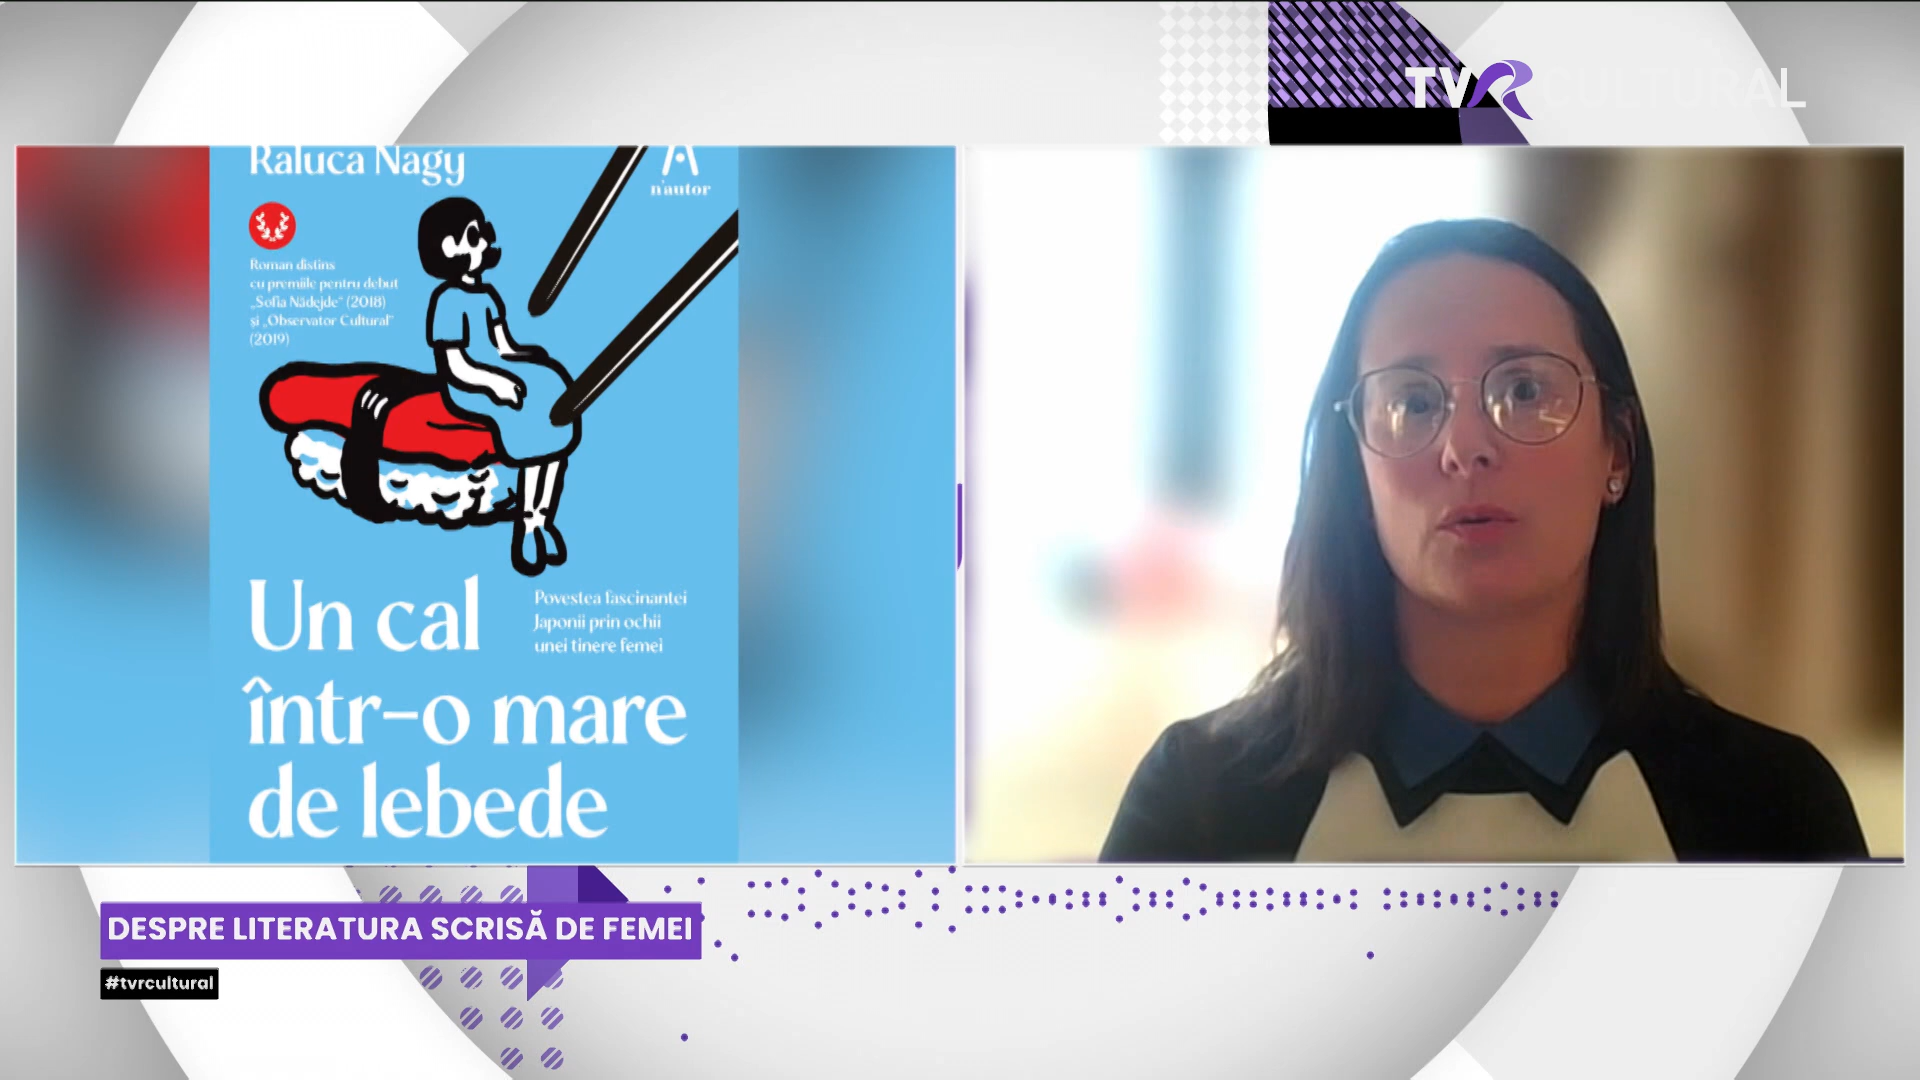 TVR CULTURAL
Raluca Nagy
n'autor
Roman distins
cu premiile pentru debut
„Sofia Nădejde" (2018)
și „Observator Cultural"
(2019)
Un cal
într-o mare
de lebede
Povestea fascinantei
Japonii prin ochii
unei tinere femei
DESPRE LITERATURA SCRISĂ DE FEMEI
#tvrcultural